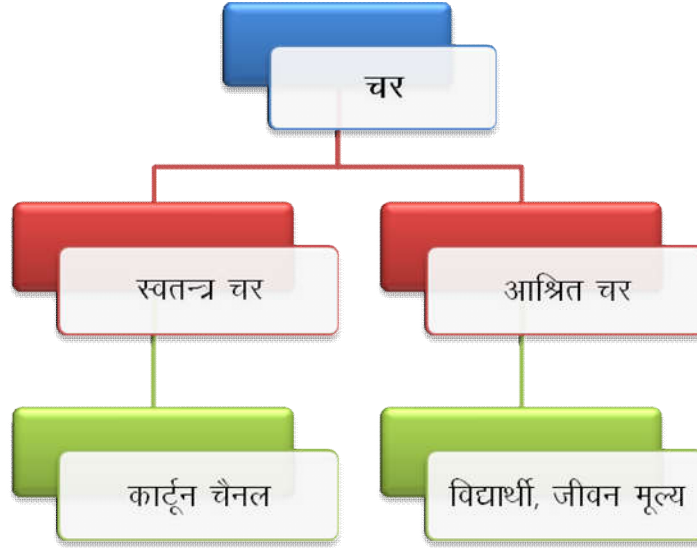 चर
स्वतन्त्र चर
आश्रित चर
कार्टून चैनल
विद्यार्थी, जीवन मूल्य